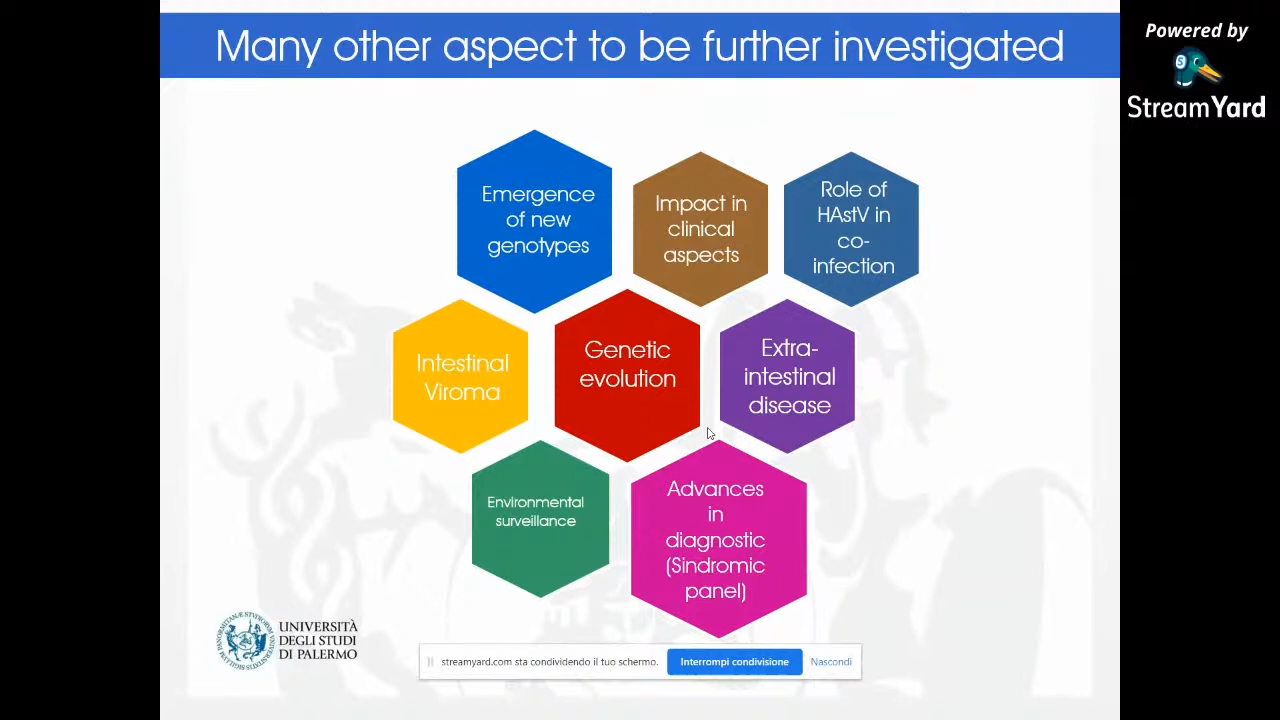 Many other aspect to be further investigated
Powered by
StreamYard
Emergence
of new
genotypes
Impact in
clinical
aspects
Role of
HAstV in
co-
infection
Intestinal
Viroma
Genetic
evolution
Extra-
intestinal
disease
Environmental
surveillance
Advances
in
diagnostic
(Sindromic
panel)
UNIVERSITÀ
DEGLI STUDI
DI PALERMO
streamyard.com sta condividendo il tuo schermo.
Interrompi condivisione
Nascondi